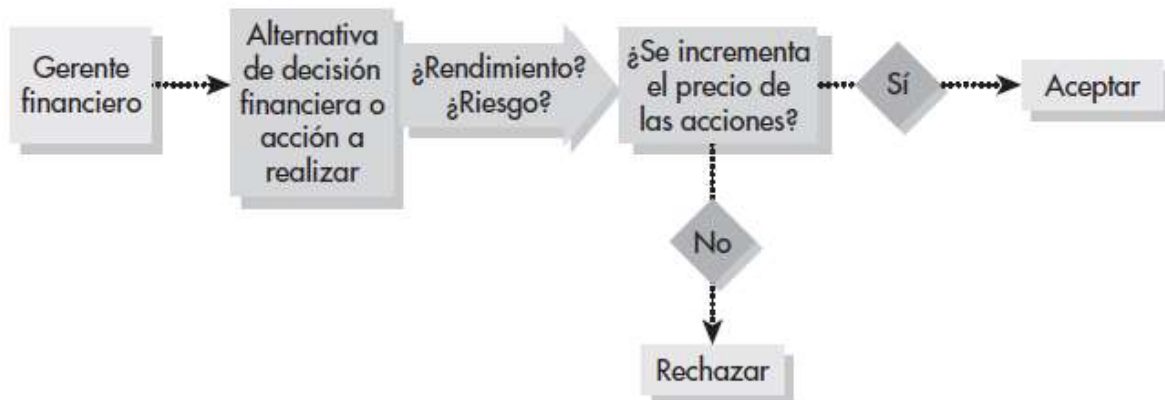 Gerente
financiero
Alternativa
de decisión
financiera o
acción a
realizar
¿Rendimiento?
¿Riesgo?
¿Se incrementa
el precio de
las acciones?
Sí
Aceptar
No
Rechazar